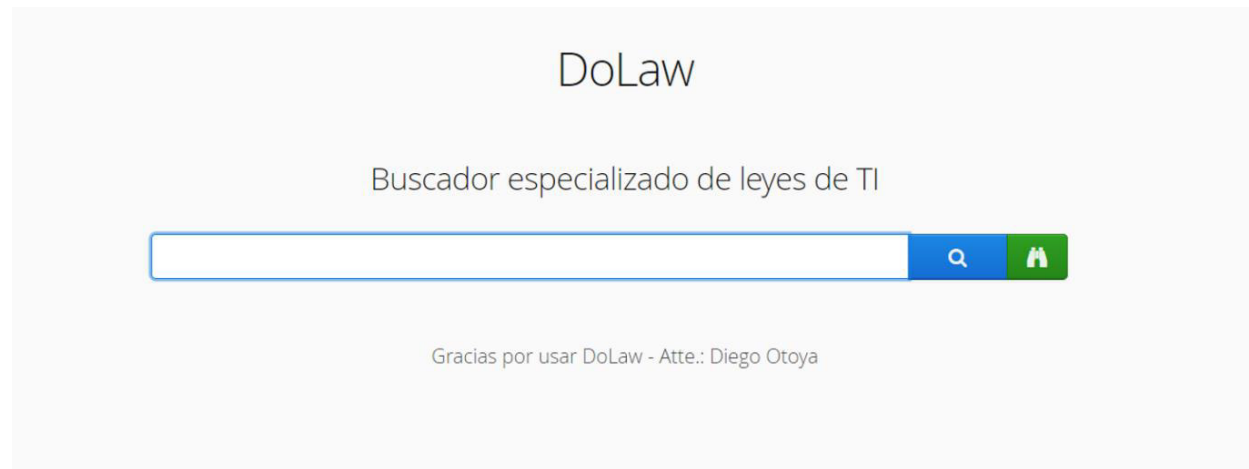 DoLaw
Buscador especializado de leyes de TI
Gracias por usar DoLaw - Atte.: Diego Otoya